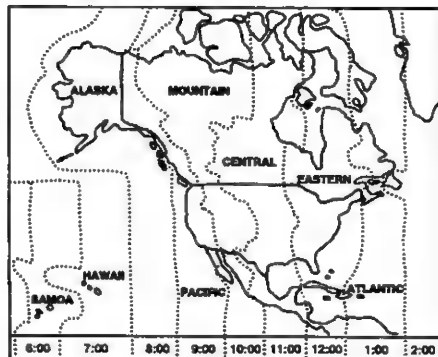 ALASKA
MOUNTAIN
CENTRAL
EASTERN
HAWAII
SAMOA
PACIFIC
ATLANTIC
6:00 7:00 8:00 9:00 10:00 11:00 12:00 1:00 2:00